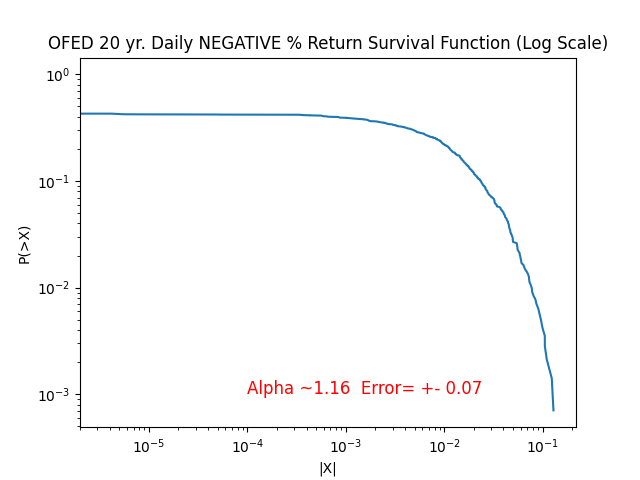 OFED 20 yr. Daily NEGATIVE % Return Survival Function (Log Scale)
10⁰
10⁻¹
10⁻²
10⁻³
P(>X)
Alpha ~1.16 Error= +- 0.07
10⁻⁵
10⁻⁴
10⁻³
10⁻²
10⁻¹
|X|